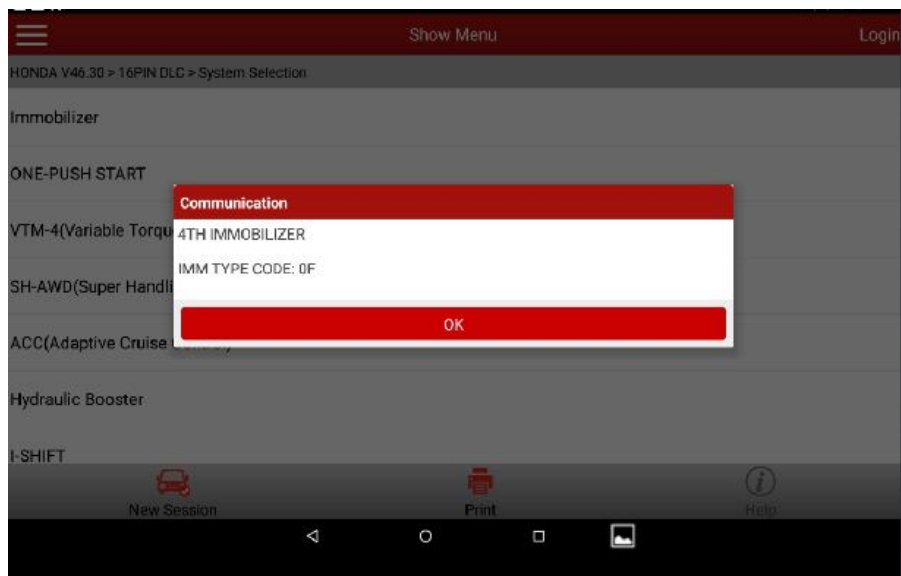 Show Menu
Login
HONDA V46.30 > 16PIN DLC > System Selection
Immobilizer
ONE-PUSH START
Communication
VTM-4(Variable
4TH IMMOBILIZER
IMM TYPE CODE: 0F
SH-AWD(Super
OK
ACC(Adaptive Cruise
Hydraulic Booster
I-SHIFT
New Session
Print
Help